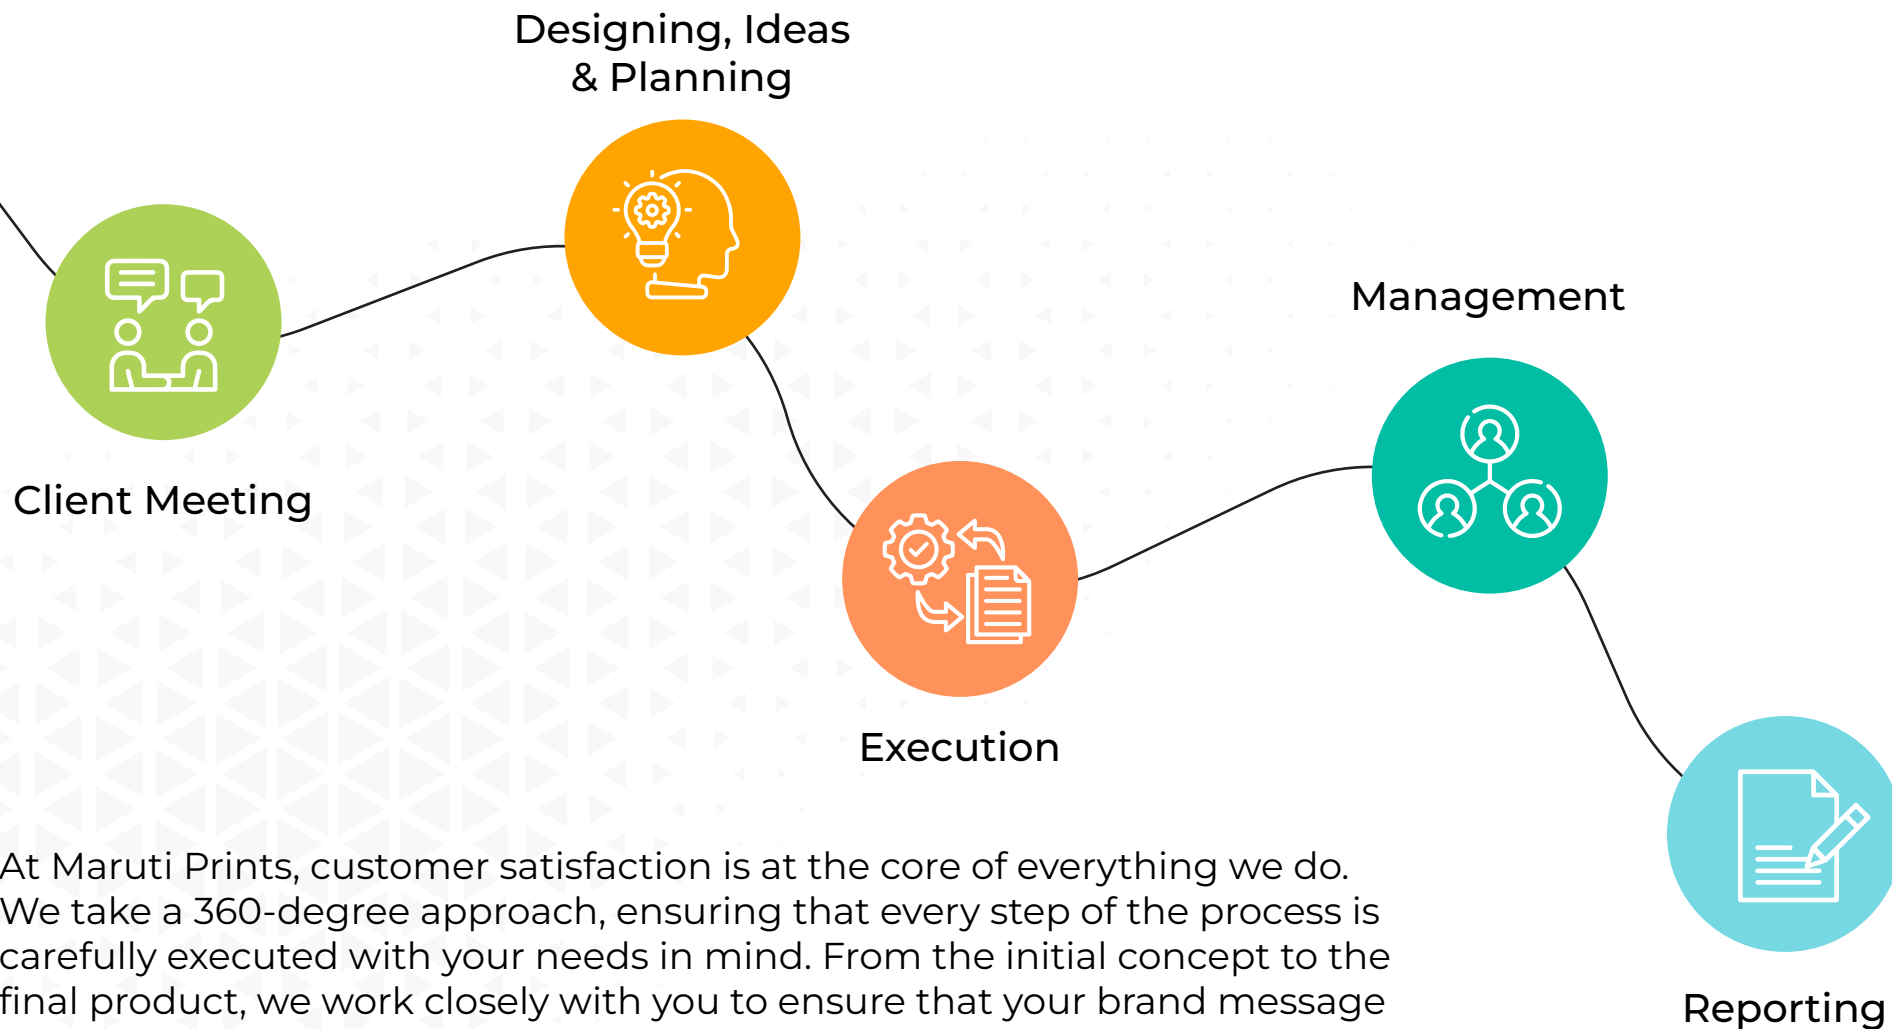 Designing, Ideas
& Planning
Management
Client Meeting
Execution
At Maruti Prints, customer satisfaction is at the core of everything we do.
We take a 360-degree approach, ensuring that every step of the process is
carefully executed with your needs in mind. From the initial concept to the
final product, we work closely with you to ensure that your brand message
Reporting